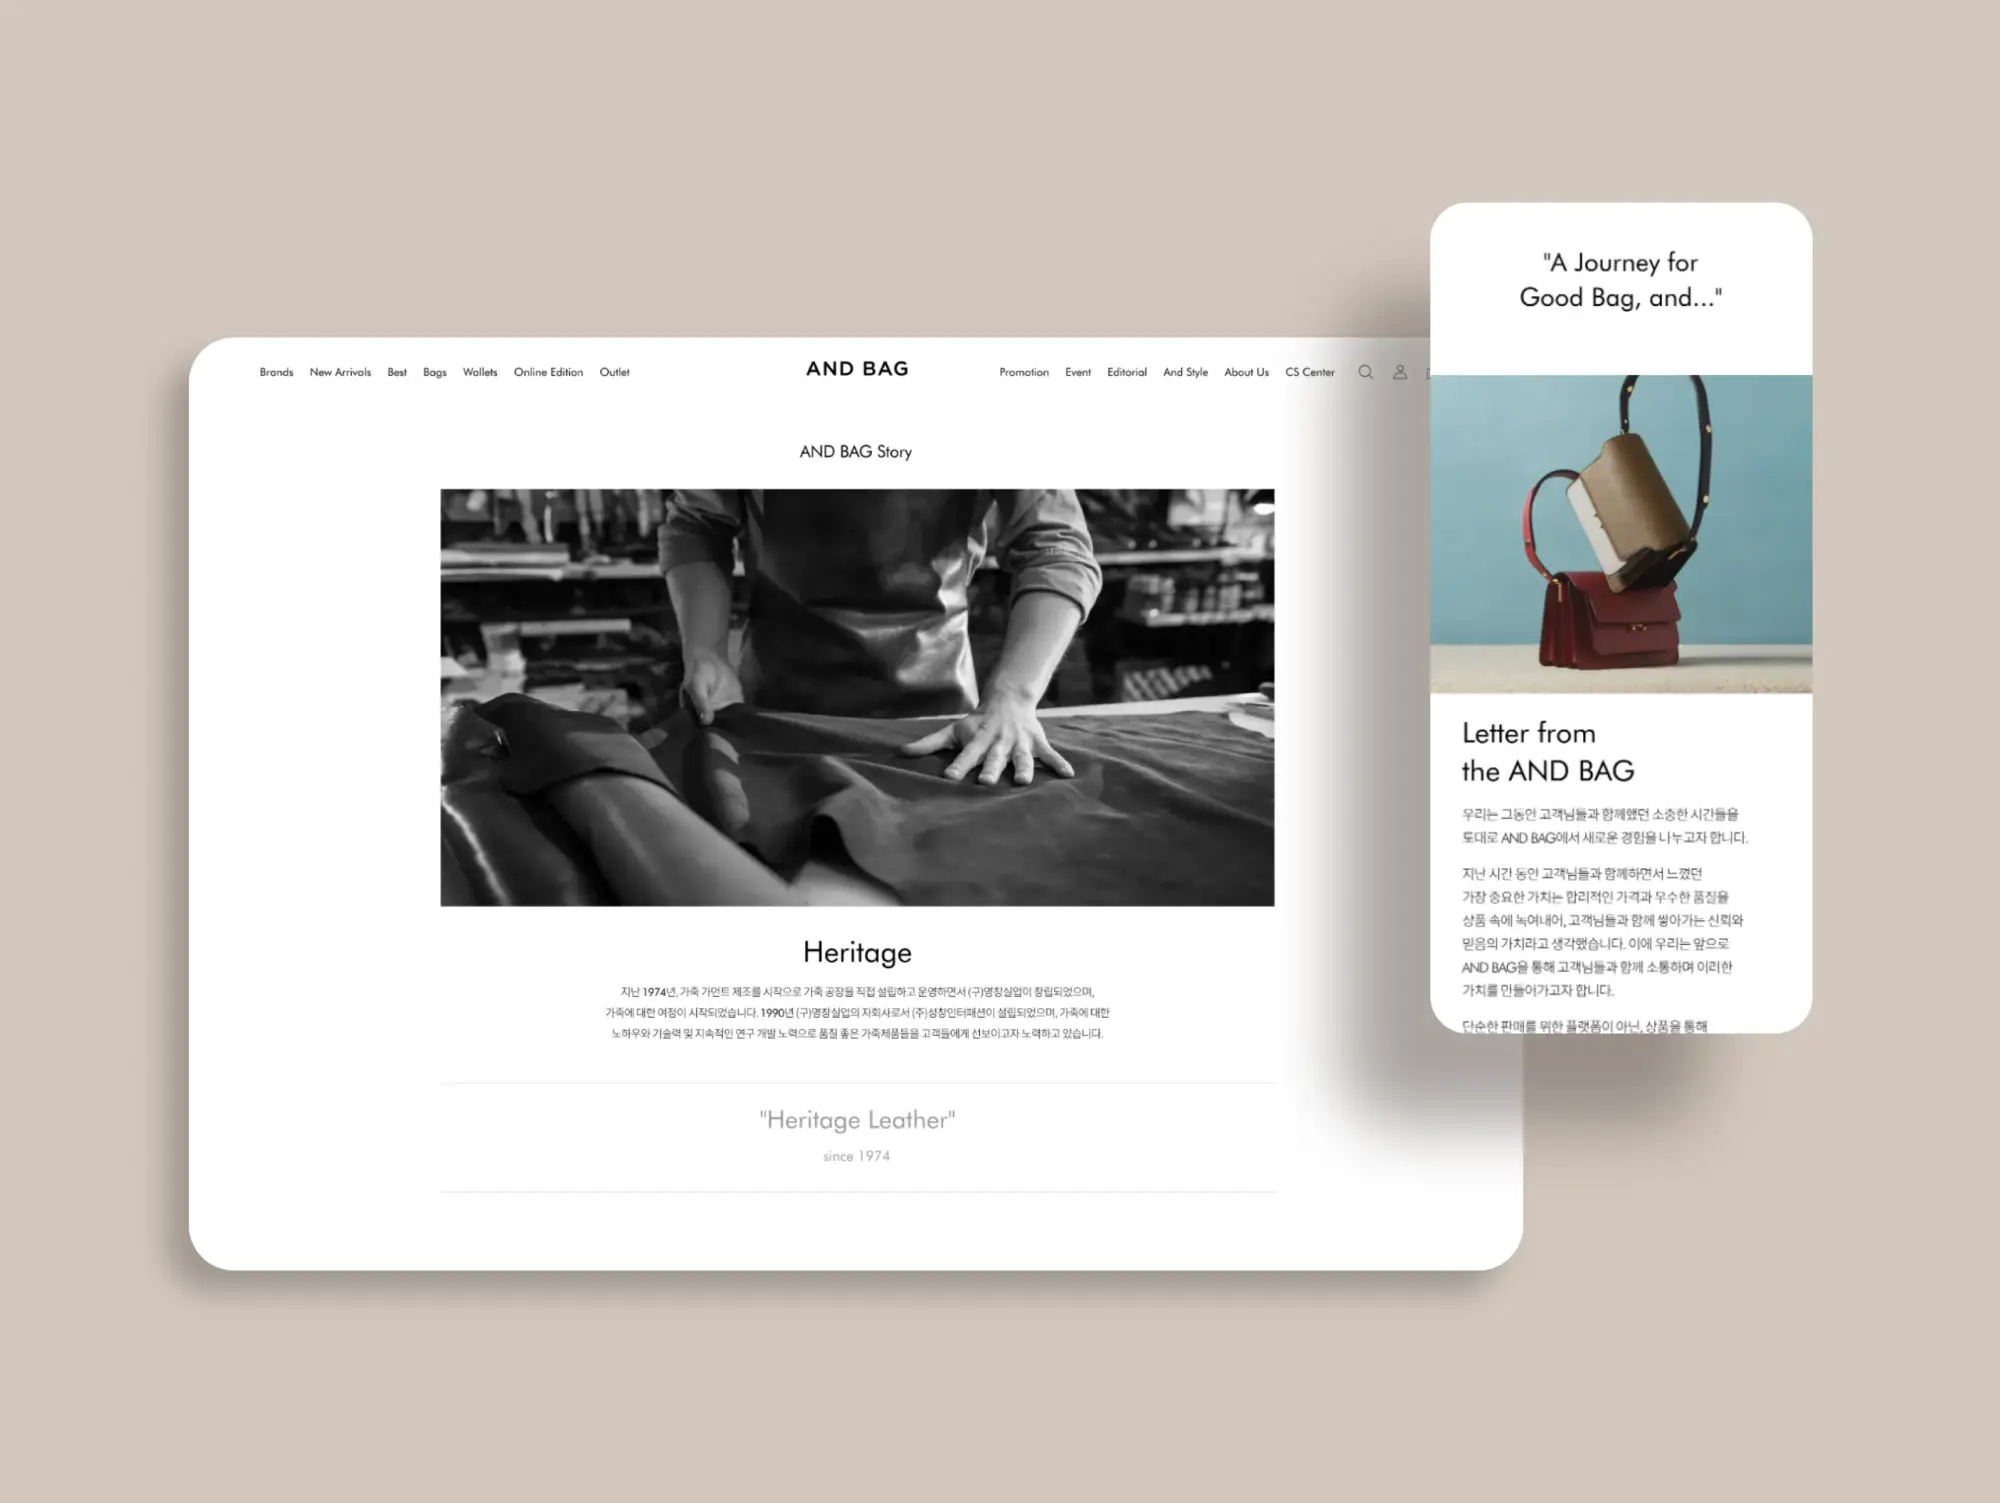 Brands New Arrivals Best Bags Wallets Online Edition Outlet
AND BAG
Promotion Event Editorial And Style About Us CS Center
AND BAG Story
Heritage
지난 1974년, 가죽 가먼트 제조를 시작으로 가죽 공장을 직접 설립하고 운영하면서 (구)영창실업이 창립되었으며,
가죽에 대한 여정이 시작되었습니다. 1990년 (구)영창실업의 자회사로서 (주)성창인터패션이 설립되었으며, 가죽에 대한
노하우와 기술력 및 지속적인 연구 개발 노력으로 품질 좋은 가죽제품들을 고객들에게 선보이고자 노력하고 있습니다.
"Heritage Leather"
since 1974
"A Journey for
Good Bag, and..."
Letter from
the AND BAG
우리는 그동안 고객님들과 함께했던 소중한 시간들을
토대로 AND BAG에서 새로운 경험을 나누고자 합니다.
지난 시간 동안 고객님들과 함께하면서 느꼈던
가장 중요한 가치는 합리적인 가격과 우수한 품질을
상품 속에 녹여내어, 고객님들과 함께 쌓아가는 신뢰와
믿음의 가치라고 생각했습니다. 이에 우리는 앞으로
AND BAG을 통해 고객님들과 함께 소통하며 이러한
가치를 만들어가고자 합니다.
단순한 판매를 위한 플랫폼이 아닌, 상품을 통해